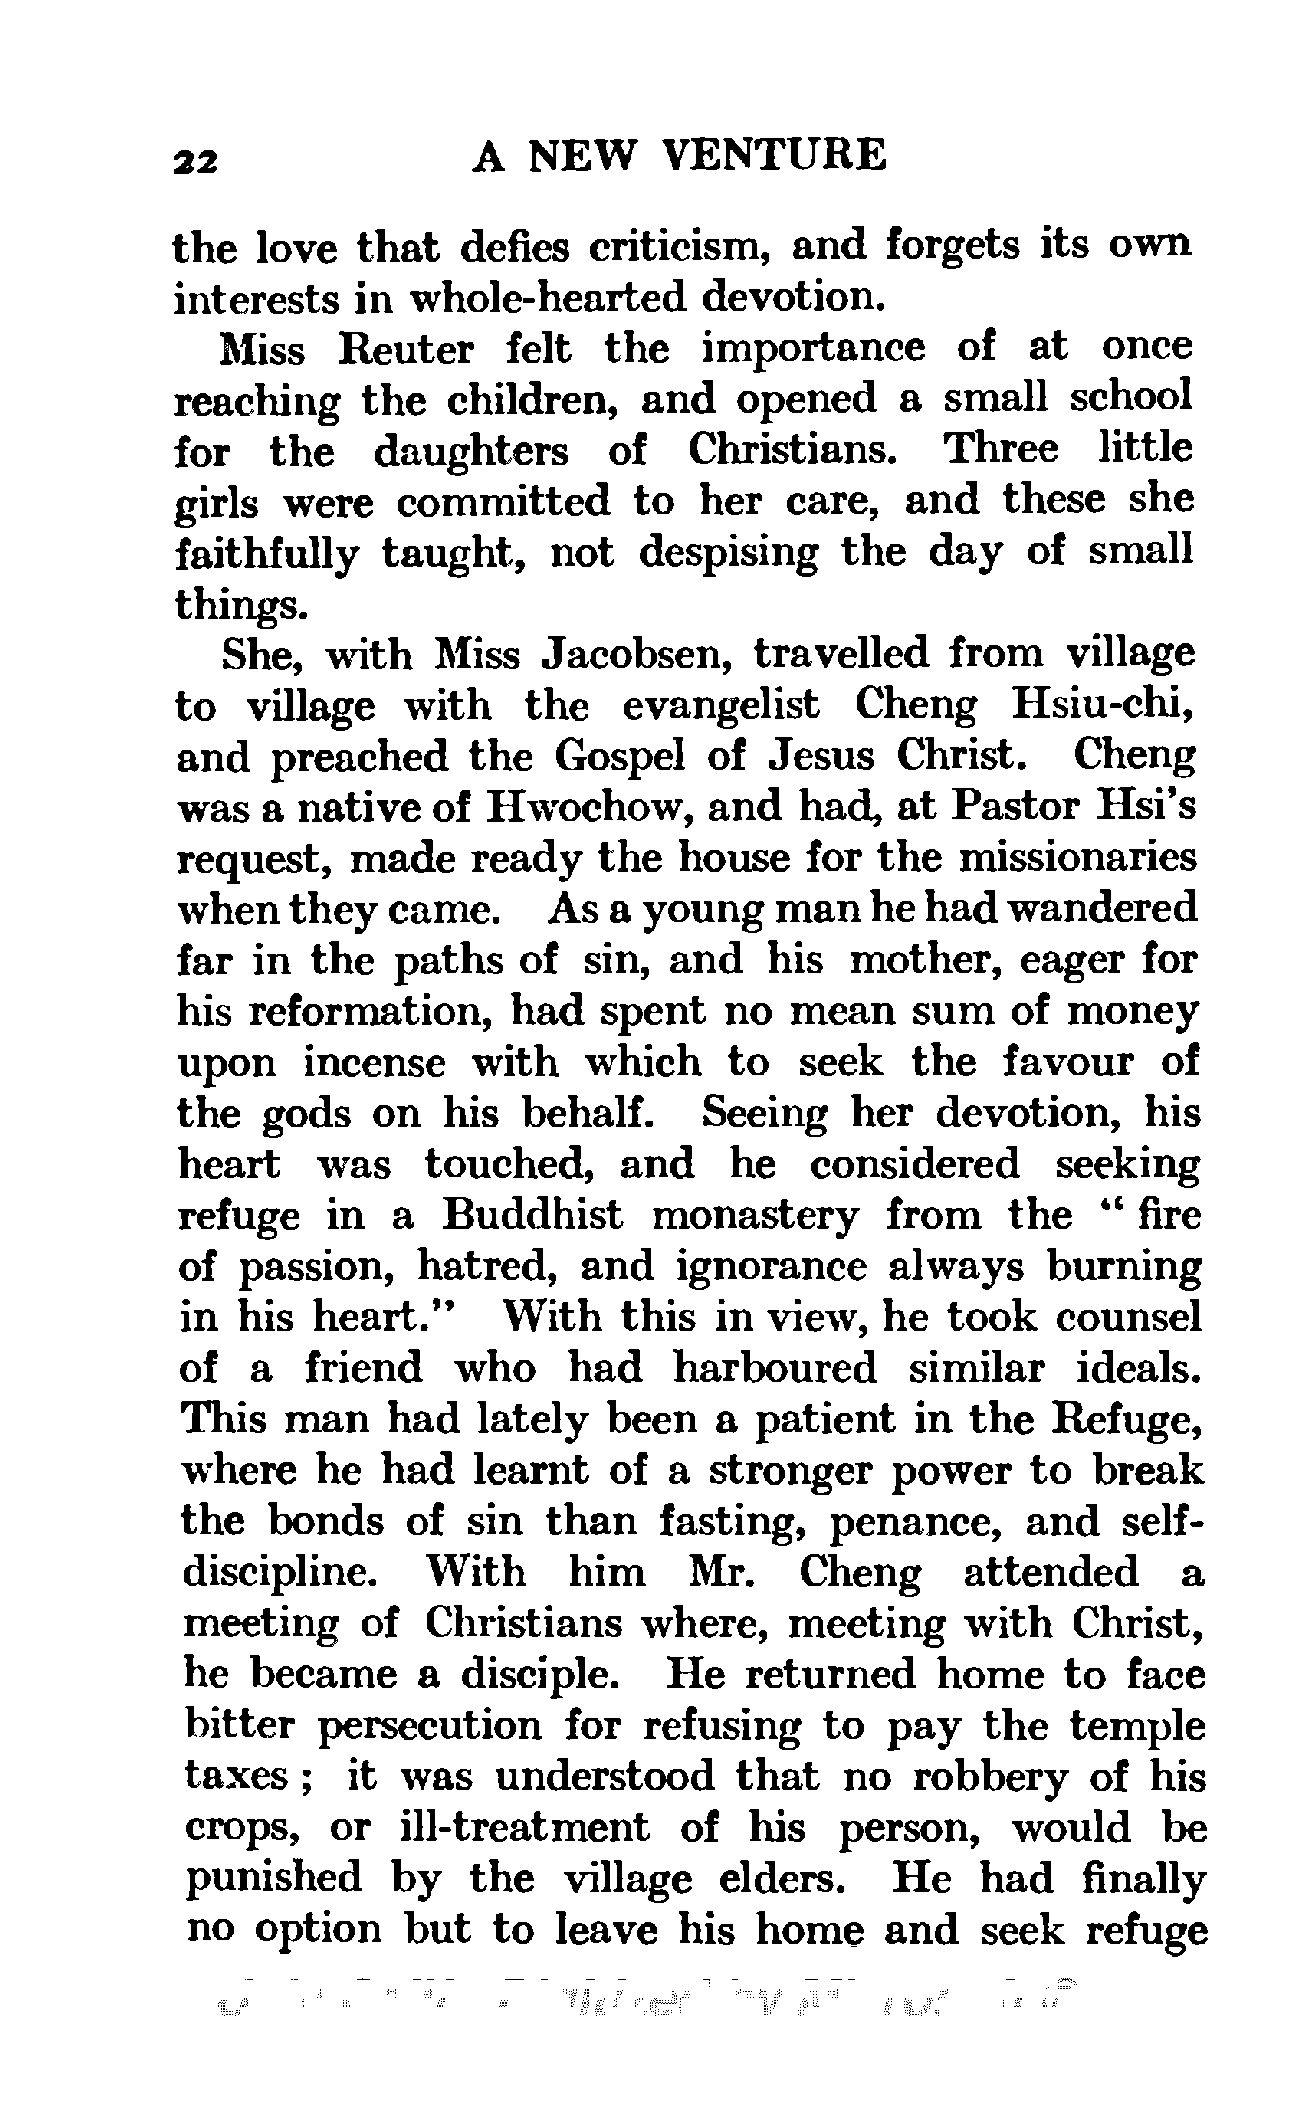 22 A NEW VENTURE
the love that defies criticism, and forgets its own
interests in whole-hearted devotion.
Miss Reuter felt the importance of at once
reaching the children, and opened a small school
for the daughters of Christians. Three little
girls were committed to her care, and these she
faithfully taught, not despising the day of small
things.
She, with Miss Jacobsen, travelled from village
to village with the evangelist Cheng Hsiu-chi,
and preached the Gospel of Jesus Christ. Cheng
was a native of Hwochow, and had, at Pastor Hsi's
request, made ready the house for the missionaries
when they came. As a young man he had wandered
far in the paths of sin, and his mother, eager for
his reformation, had spent no mean sum of money
upon incense with which to seek the favour of
the gods on his behalf. Seeing her devotion, his
heart was touched, and he considered seeking
refuge in a Buddhist monastery from the “ fire
of passion, hatred, and ignorance always burning
in his heart.” With this in view, he took counsel
of a friend who had harboured similar ideals.
This man had lately been a patient in the Refuge,
where he had learnt of a stronger power to break
the bonds of sin than fasting, penance, and self-
discipline. With him Mr. Cheng attended a
meeting of Christians where, meeting with Christ,
he became a disciple. He returned home to face
bitter persecution for refusing to pay the temple
taxes ; it was understood that no robbery of his
crops, or ill-treatment of his person, would be
punished by the village elders. He had finally
no option but to leave his home and seek refuge